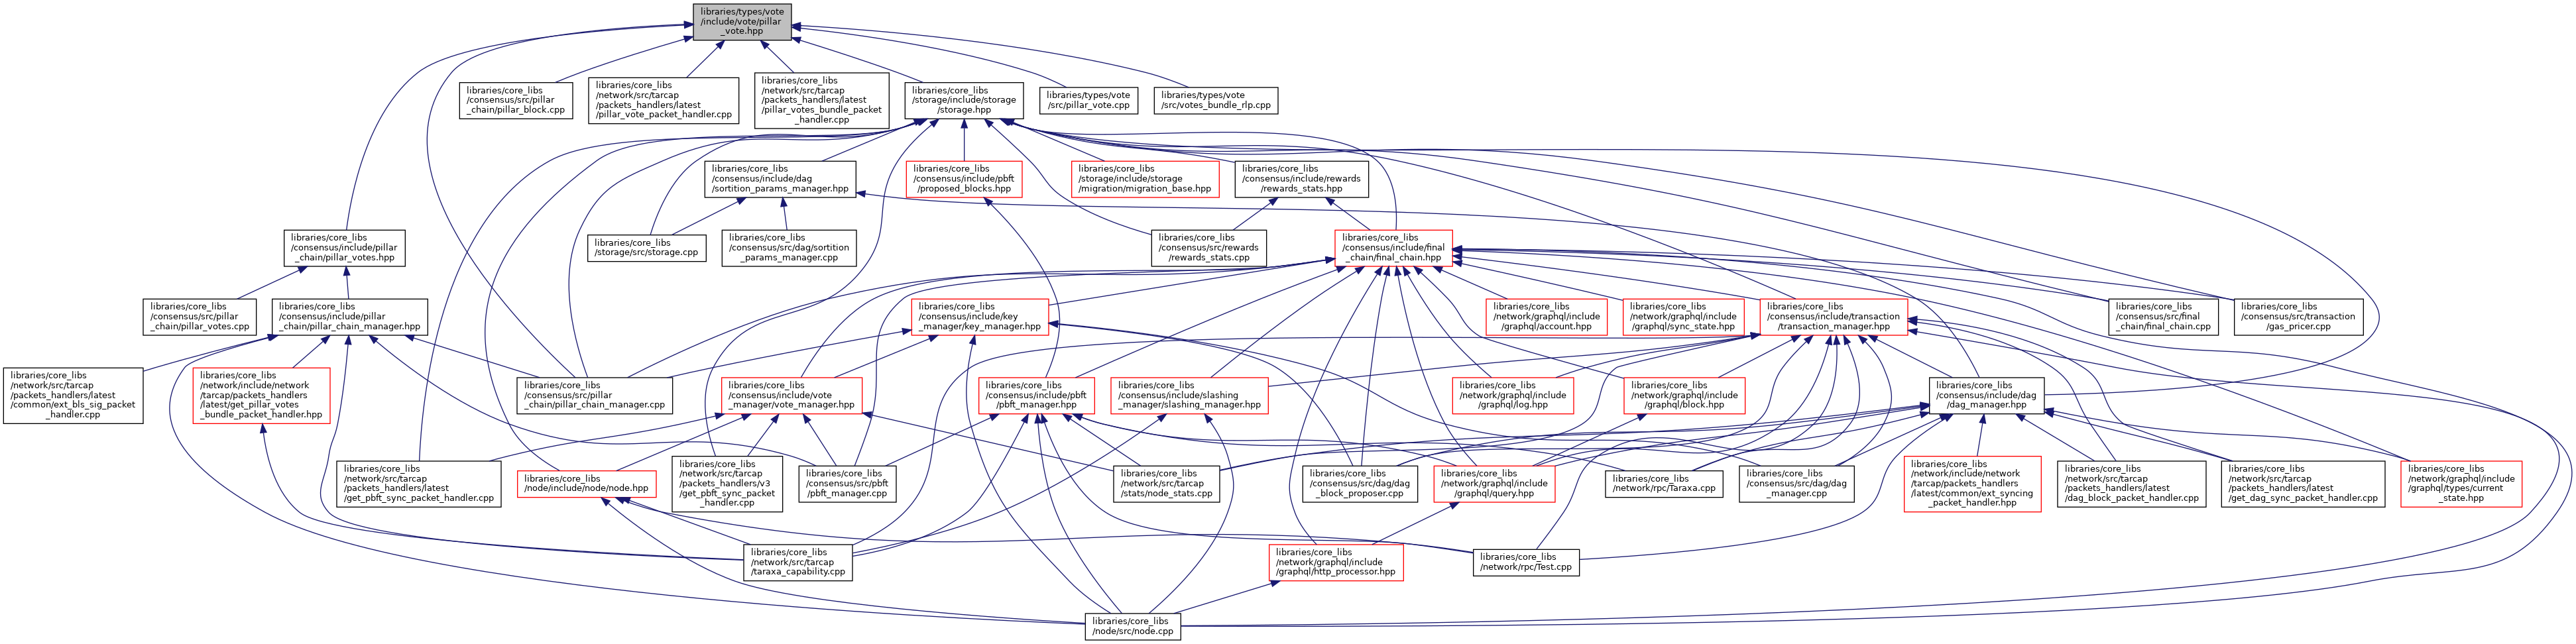 libraries/types/vote
/include/vote/pillar
_vote.hpp
libraries/core_libs
/consensus/src/pillar
_chain/pillar_block.cpp
libraries/core_libs
/network/src/tarcap
/packets_handlers/latest
/pillar_vote_packet_handler.cpp
libraries/core_libs
/network/src/tarcap
/packets_handlers/latest
/pillar_votes_bundle_packet
_handler.cpp
libraries/core_libs
/storage/include/storage
/storage.hpp
libraries/types/vote
/src/pillar_vote.cpp
libraries/types/vote
/src/votes_bundle_rlp.cpp
libraries/core_libs
/consensus/include/dag
/sortition_params_manager.hpp
libraries/core_libs
/consensus/include/pbft
/proposed_blocks.hpp
libraries/core_libs
/storage/include/storage
/migration/migration_base.hpp
libraries/core_libs
/consensus/include/rewards
/rewards_stats.hpp
libraries/core_libs
/consensus/include/pillar
_chain/pillar_votes.hpp
libraries/core_libs
/storage/src/storage.cpp
libraries/core_libs
/consensus/src/dag/sortition
_params_manager.cpp
libraries/core_libs
/consensus/src/rewards
/rewards_stats.cpp
libraries/core_libs
/consensus/include/final
_chain/final_chain.hpp
libraries/core_libs
/consensus/src/pillar
_chain/pillar_votes.cpp
libraries/core_libs
/consensus/include/pillar
_chain/pillar_chain_manager.hpp
libraries/core_libs
/consensus/include/key
_manager/key_manager.hpp
libraries/core_libs
/network/graphql/include
/graphql/account.hpp
libraries/core_libs
/network/graphql/include
/graphql/sync_state.hpp
libraries/core_libs
/consensus/include/transaction
/transaction_manager.hpp
libraries/core_libs
/consensus/src/final
_chain/final_chain.cpp
libraries/core_libs
/consensus/src/transaction
/gas_pricer.cpp
libraries/core_libs
/network/src/tarcap
/packets_handlers/latest
/common/ext_bls_sig_packet
_handler.cpp
libraries/core_libs
/network/include/network
/tarcap/packets_handlers
/latest/get_pillar_votes
_bundle_packet_handler.hpp
libraries/core_libs
/consensus/src/pillar
_chain/pillar_chain_manager.cpp
libraries/core_libs
/consensus/include/vote
_manager/vote_manager.hpp
libraries/core_libs
/consensus/include/pbft
/pbft_manager.hpp
libraries/core_libs
/consensus/include/slashing
_manager/slashing_manager.hpp
libraries/core_libs
/network/graphql/include
/graphql/log.hpp
libraries/core_libs
/network/graphql/include
/graphql/block.hpp
libraries/core_libs
/consensus/include/dag
/dag_manager.hpp
libraries/core_libs
/network/src/tarcap
/packets_handlers/latest
/get_pbft_sync_packet_handler.cpp
libraries/core_libs
/node/include/node/node.hpp
libraries/core_libs
/network/src/tarcap
/packets_handlers/v3
/get_pbft_sync_packet
_handler.cpp
libraries/core_libs
/consensus/src/pbft
/pbft_manager.cpp
libraries/core_libs
/network/src/tarcap
/stats/node_stats.cpp
libraries/core_libs
/consensus/src/dag/dag
_block_proposer.cpp
libraries/core_libs
/network/graphql/include
/graphql/query.hpp
libraries/core_libs
/network/rpc/Taraxa.cpp
libraries/core_libs
/consensus/src/dag/dag
_manager.cpp
libraries/core_libs
/network/include/network
/tarcap/packets_handlers
/latest/common/ext_syncing
_packet_handler.hpp
libraries/core_libs
/network/src/tarcap
/packets_handlers/latest
/dag_block_packet_handler.cpp
libraries/core_libs
/network/src/tarcap
/packets_handlers/latest
/get_dag_sync_packet_handler.cpp
libraries/core_libs
/network/graphql/include
/graphql/types/current
_state.hpp
libraries/core_libs
/network/src/tarcap
/taraxa_capability.cpp
libraries/core_libs
/network/graphql/include
/graphql/http_processor.hpp
libraries/core_libs
/network/rpc/Test.cpp
libraries/core_libs
/node/src/node.cpp